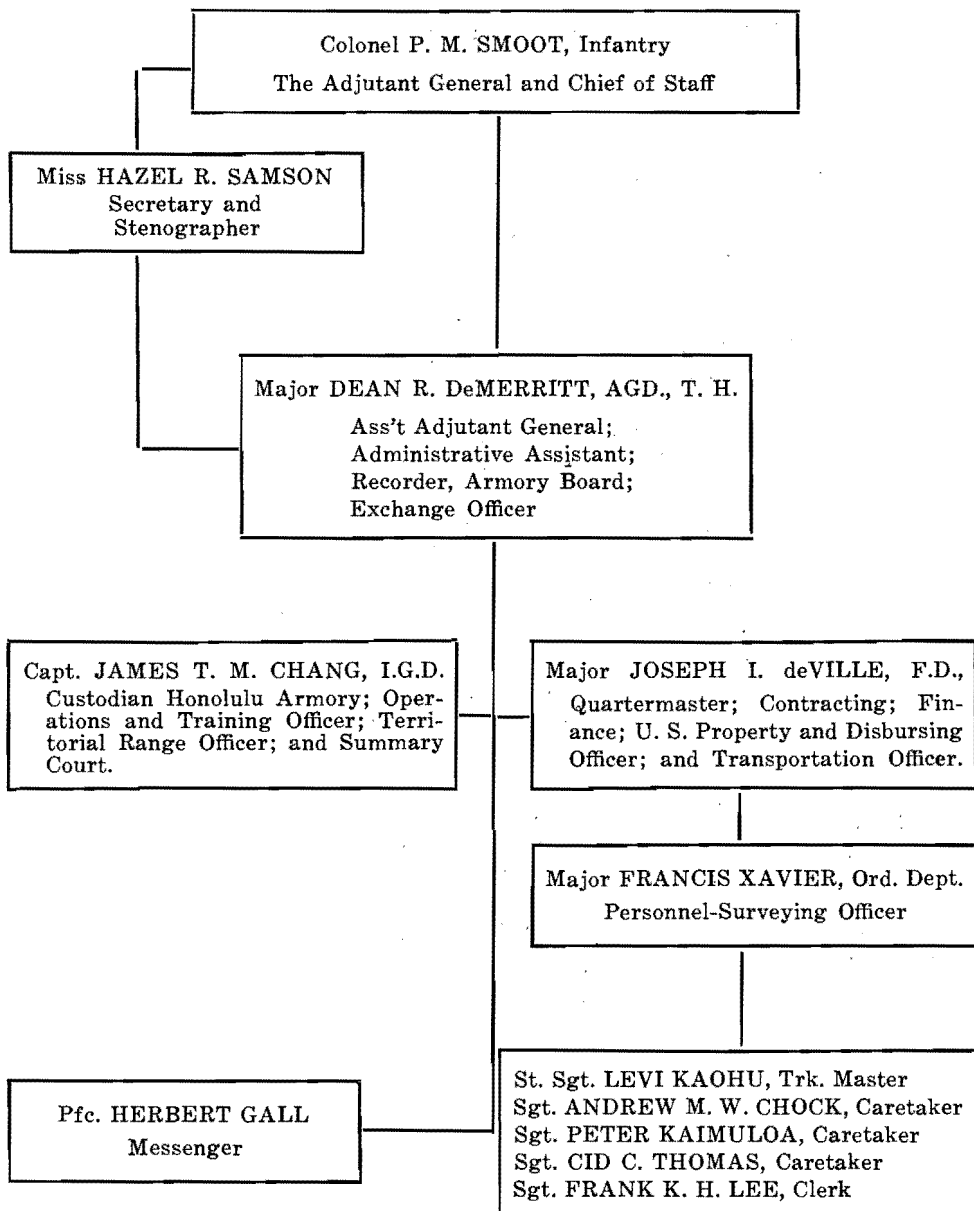 Colonel P. M. SMOOT, Infantry
The Adjutant General and Chief of Staff
Miss HAZEL R. SAMSON
Secretary and
Stenographer
Major DEAN R. DeMERRITT, AGD., T. H.
Ass't Adjutant General;
Administrative Assistant;
Recorder, Armory Board;
Exchange Officer
Capt. JAMES T. M. CHANG, I.G.D.
Custodian Honolulu Armory; Oper-
ations and Training Officer; Terri-
torial Range Officer; and Summary
Court.
Major JOSEPH I. deVILLE, F.D.,
Quartermaster; Contracting; Fin-
ance; U. S. Property and Disbursing
Officer; and Transportation Officer.
Major FRANCIS XAVIER, Ord. Dept.
Personnel-Surveying Officer
Pfc. HERBERT GALL
Messenger
St. Sgt. LEVI KAOHU, Trk. Master
Sgt. ANDREW M. W. CHOCK, Caretaker
Sgt. PETER KAIMULOA, Caretaker
Sgt. CID C. THOMAS, Caretaker
Sgt. FRANK K. H. LEE, Clerk